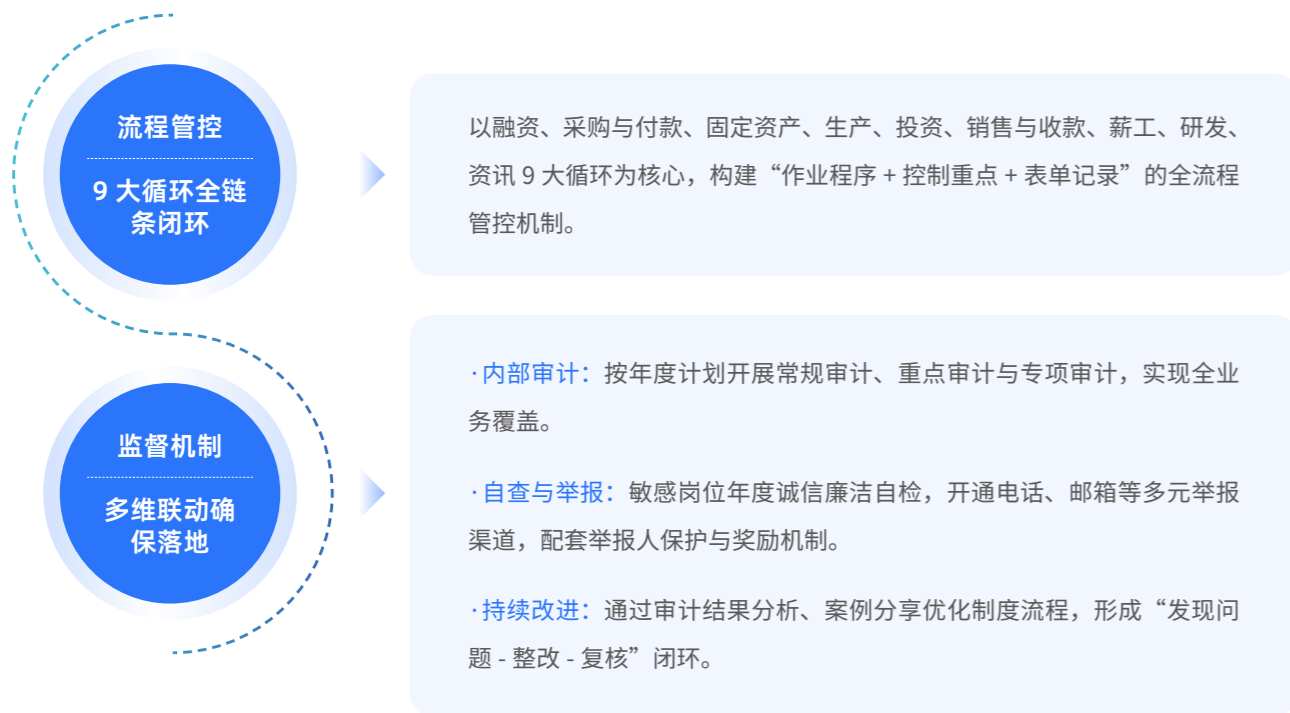 流程管控
9 大循环全链
条闭环
以融资、采购与付款、固定资产、生产、投资、销售与收款、薪工、研发、
资讯 9 大循环为核心，构建“作业程序 + 控制重点 + 表单记录”的全流程
管控机制。
监督机制
多维联动确
保落地
·内部审计：按年度计划开展常规审计、重点审计与专项审计，实现全业
务覆盖。
·自查与举报：敏感岗位年度诚信廉洁自检，开通电话、邮箱等多元举报
渠道，配套举报人保护与奖励机制。
·持续改进：通过审计结果分析、案例分享优化制度流程，形成“发现问
题 - 整改 - 复核”闭环。